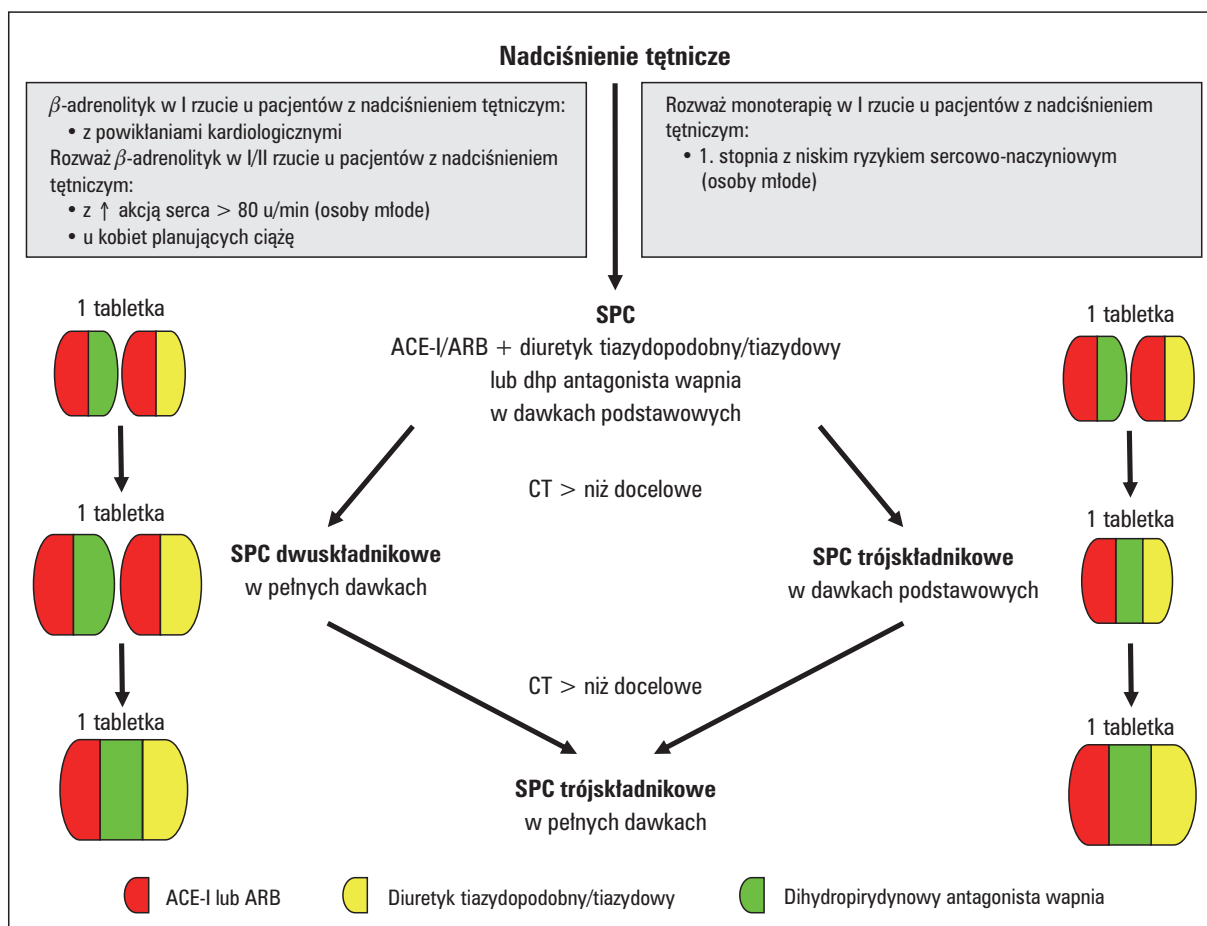 Nadciśnienie tętnicze
β-adrenolityk w I rzucie u pacjentów z nadciśnieniem tętniczym:
• z powikłaniami kardiologicznymi
Rozważ β-adrenolityk w I/II rzucie u pacjentów z nadciśnieniem
tętniczym:
• z ↑ akcją serca > 80 u/min (osoby młode)
• u kobiet planujących ciążę
Rozważ monoterapię w I rzucie u pacjentów z nadciśnieniem
tętniczym:
• 1. stopnia z niskim ryzykiem sercowo-naczyniowym
(osoby młode)
1 tabletka
SPC
ACE-I/ARB + diuretyk tiazydopodobny/tiazydowy
lub dhp antagonista wapnia
w dawkach podstawowych
1 tabletka
CT > niż docelowe
1 tabletka
SPC dwuskładnikowe
w pełnych dawkach
SPC trójskładnikowe
w dawkach podstawowych
1 tabletka
CT > niż docelowe
1 tabletka
SPC trójskładnikowe
w pełnych dawkach
1 tabletka
ACE-I lub ARB
Diuretyk tiazydopodobny/tiazydowy
Dihydropirydynowy antagonista wapnia